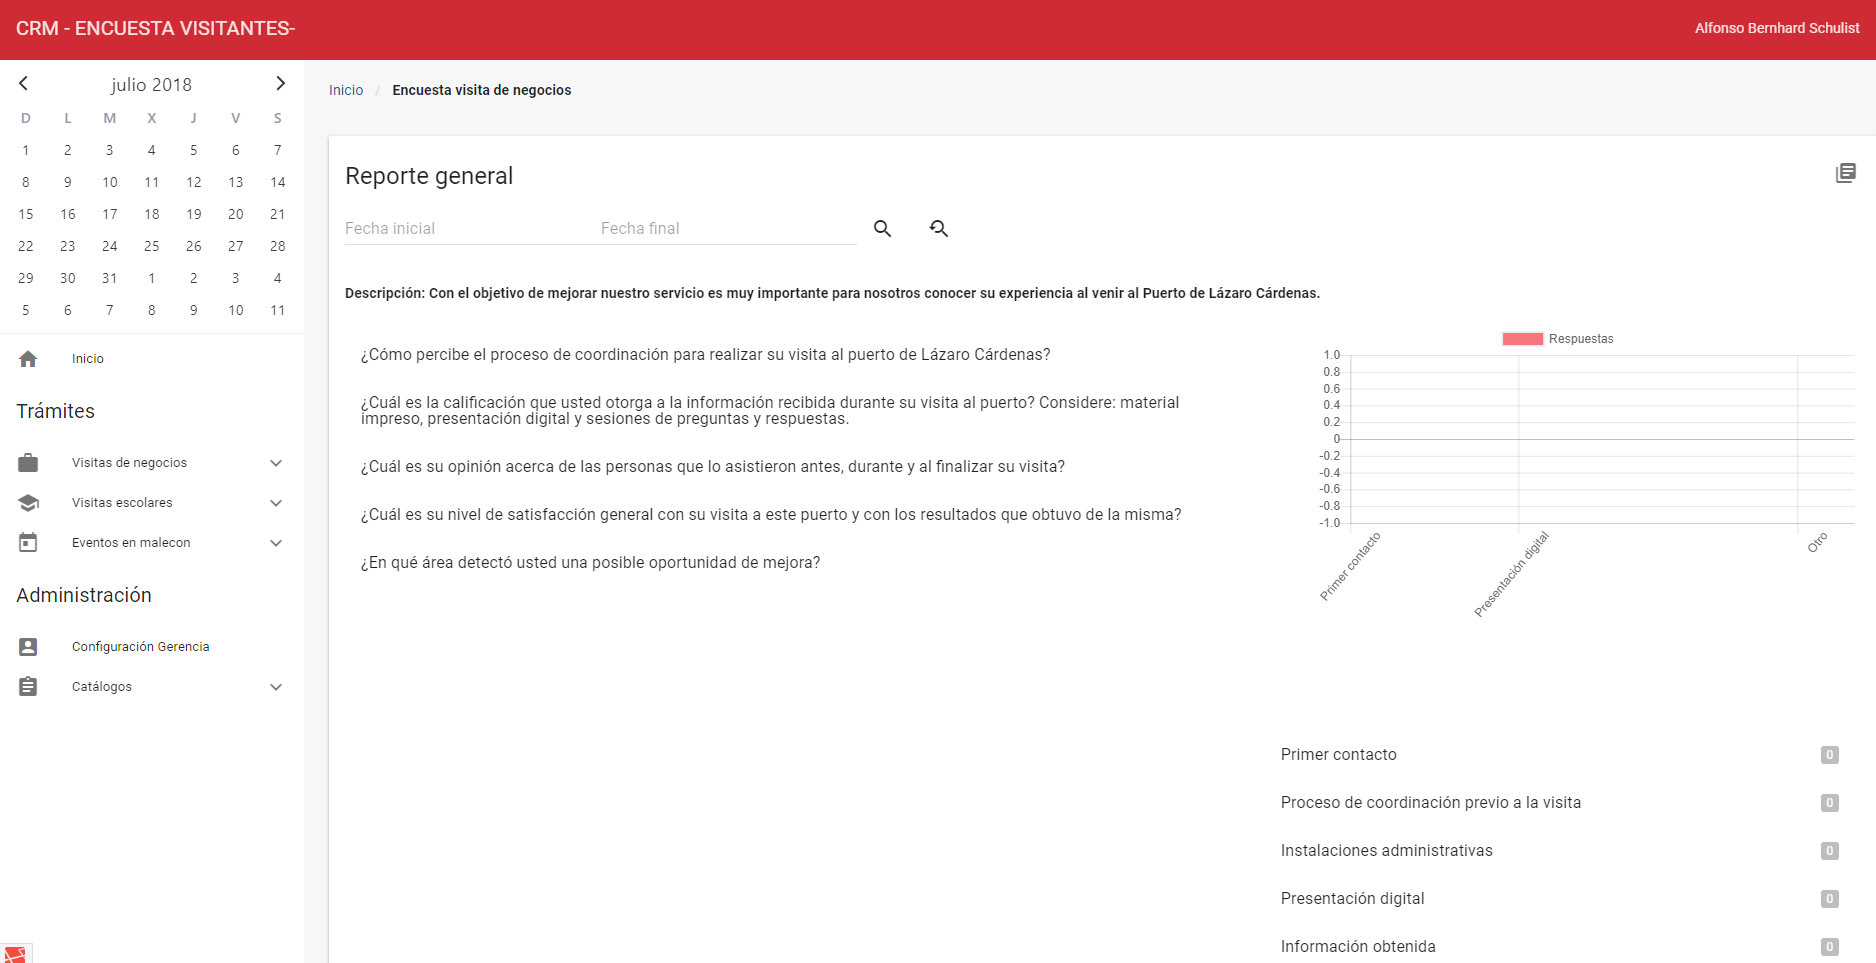 CRM - ENCUESTA VISITANTES-
Alfonso Bernhard Schulist
julio 2018
D L M X J V S
1 2 3 4 5 6 7
8 9 10 11 12 13 14
15 16 17 18 19 20 21
22 23 24 25 26 27 28
29 30 31 1 2 3 4
5 6 7 8 9 10 11
Inicio
Trámites
Visitas de negocios
Visitas escolares
Eventos en malecon
Administración
Configuración Gerencia
Catálogos
Inicio / Encuesta visita de negocios
Reporte general
Fecha inicial
Fecha final
Descripción: Con el objetivo de mejorar nuestro servicio es muy importante para nosotros conocer su experiencia al venir al Puerto de Lázaro Cárdenas.
¿Cómo percibe el proceso de coordinación para realizar su visita al puerto de Lázaro Cárdenas?
¿Cuál es la calificación que usted otorga a la información recibida durante su visita al puerto? Considere: material
impreso, presentación digital y sesiones de preguntas y respuestas.
¿Cuál es su opinión acerca de las personas que lo asistieron antes, durante y al finalizar su visita?
¿Cuál es su nivel de satisfacción general con su visita a este puerto y con los resultados que obtuvo de la misma?
¿En qué área detectó usted una posible oportunidad de mejora?
Respuestas
1.0
0.8
0.6
0.4
0.2
0
-0.2
-0.4
-0.6
-0.8
-1.0
Primer contacto
Presentación digital
Otro
Primer contacto 0
Proceso de coordinación previo a la visita 0
Instalaciones administrativas 0
Presentación digital 0
Información obtenida 0